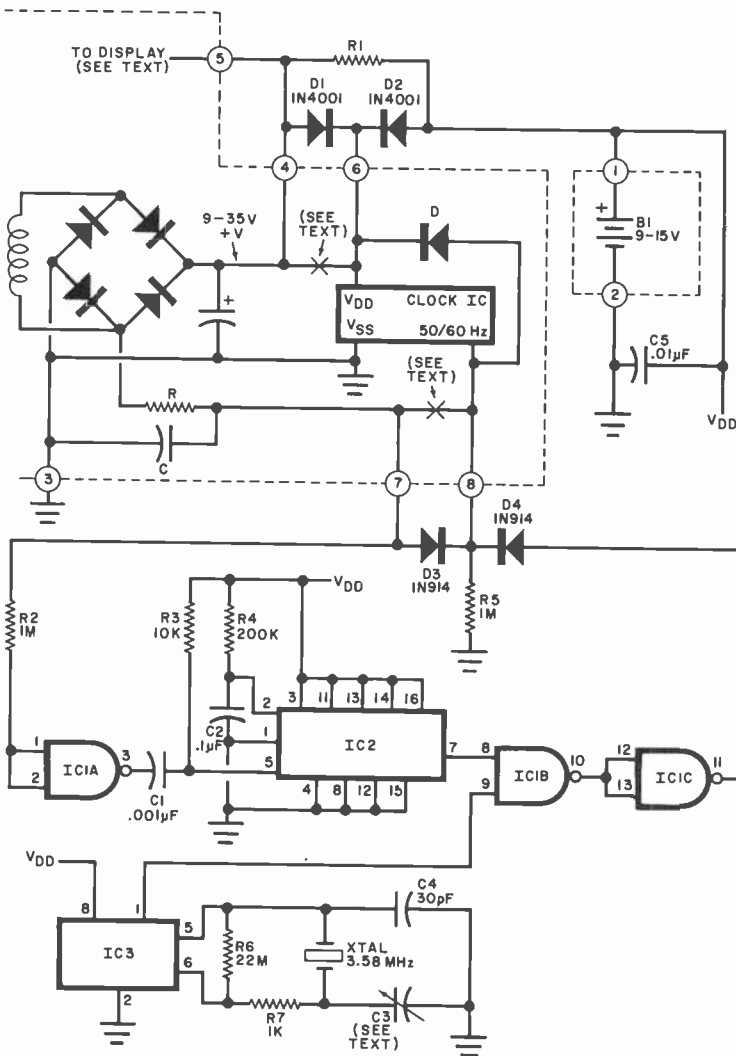 TO DISPLAY
(SEE TEXT)
5
R1
D1
1N4001
D2
1N4001
4
6
1
9-35V
+V
(SEE
TEXT)
D
+
B1
9-15V
+
VDD
CLOCK IC
VSS
50/60 Hz
2
(SEE
TEXT)
C5
.01µF
R
VDD
C
3
7
8
D4
1N914
D3
1N914
R2
1M
R3
10K
R4
200K
VDD
R5
1M
3
11
13
14
16
2
C2
.1µF
1
1
3
IC2
7
8
10
12
11
IC1A
IC1B
IC1C
2
5
9
13
C1
.001µF
4
8
12
15
VDD
C4
30pF
8
1
5
R6
22M
XTAL
3.58 MHz
IC3
6
2
R7
1K
C3
(SEE
TEXT)